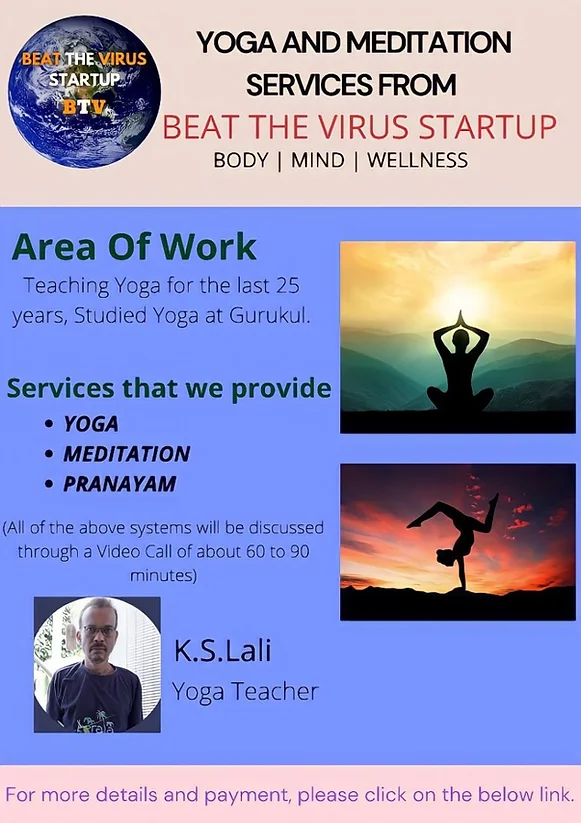 BEAT THE VIRUS
STARTUP
BTV
YOGA AND MEDITATION
SERVICES FROM
BEAT THE VIRUS STARTUP
BODY | MIND | WELLNESS
Area Of Work
Teaching Yoga for the last 25
years, Studied Yoga at Gurukul.
Services that we provide
• YOGA
• MEDITATION
• PRANAYAM
(All of the above systems will be discussed
through a Video Call of about 60 to 90
minutes)
K.S.Lali
Yoga Teacher
For more details and payment, please click on the below link.